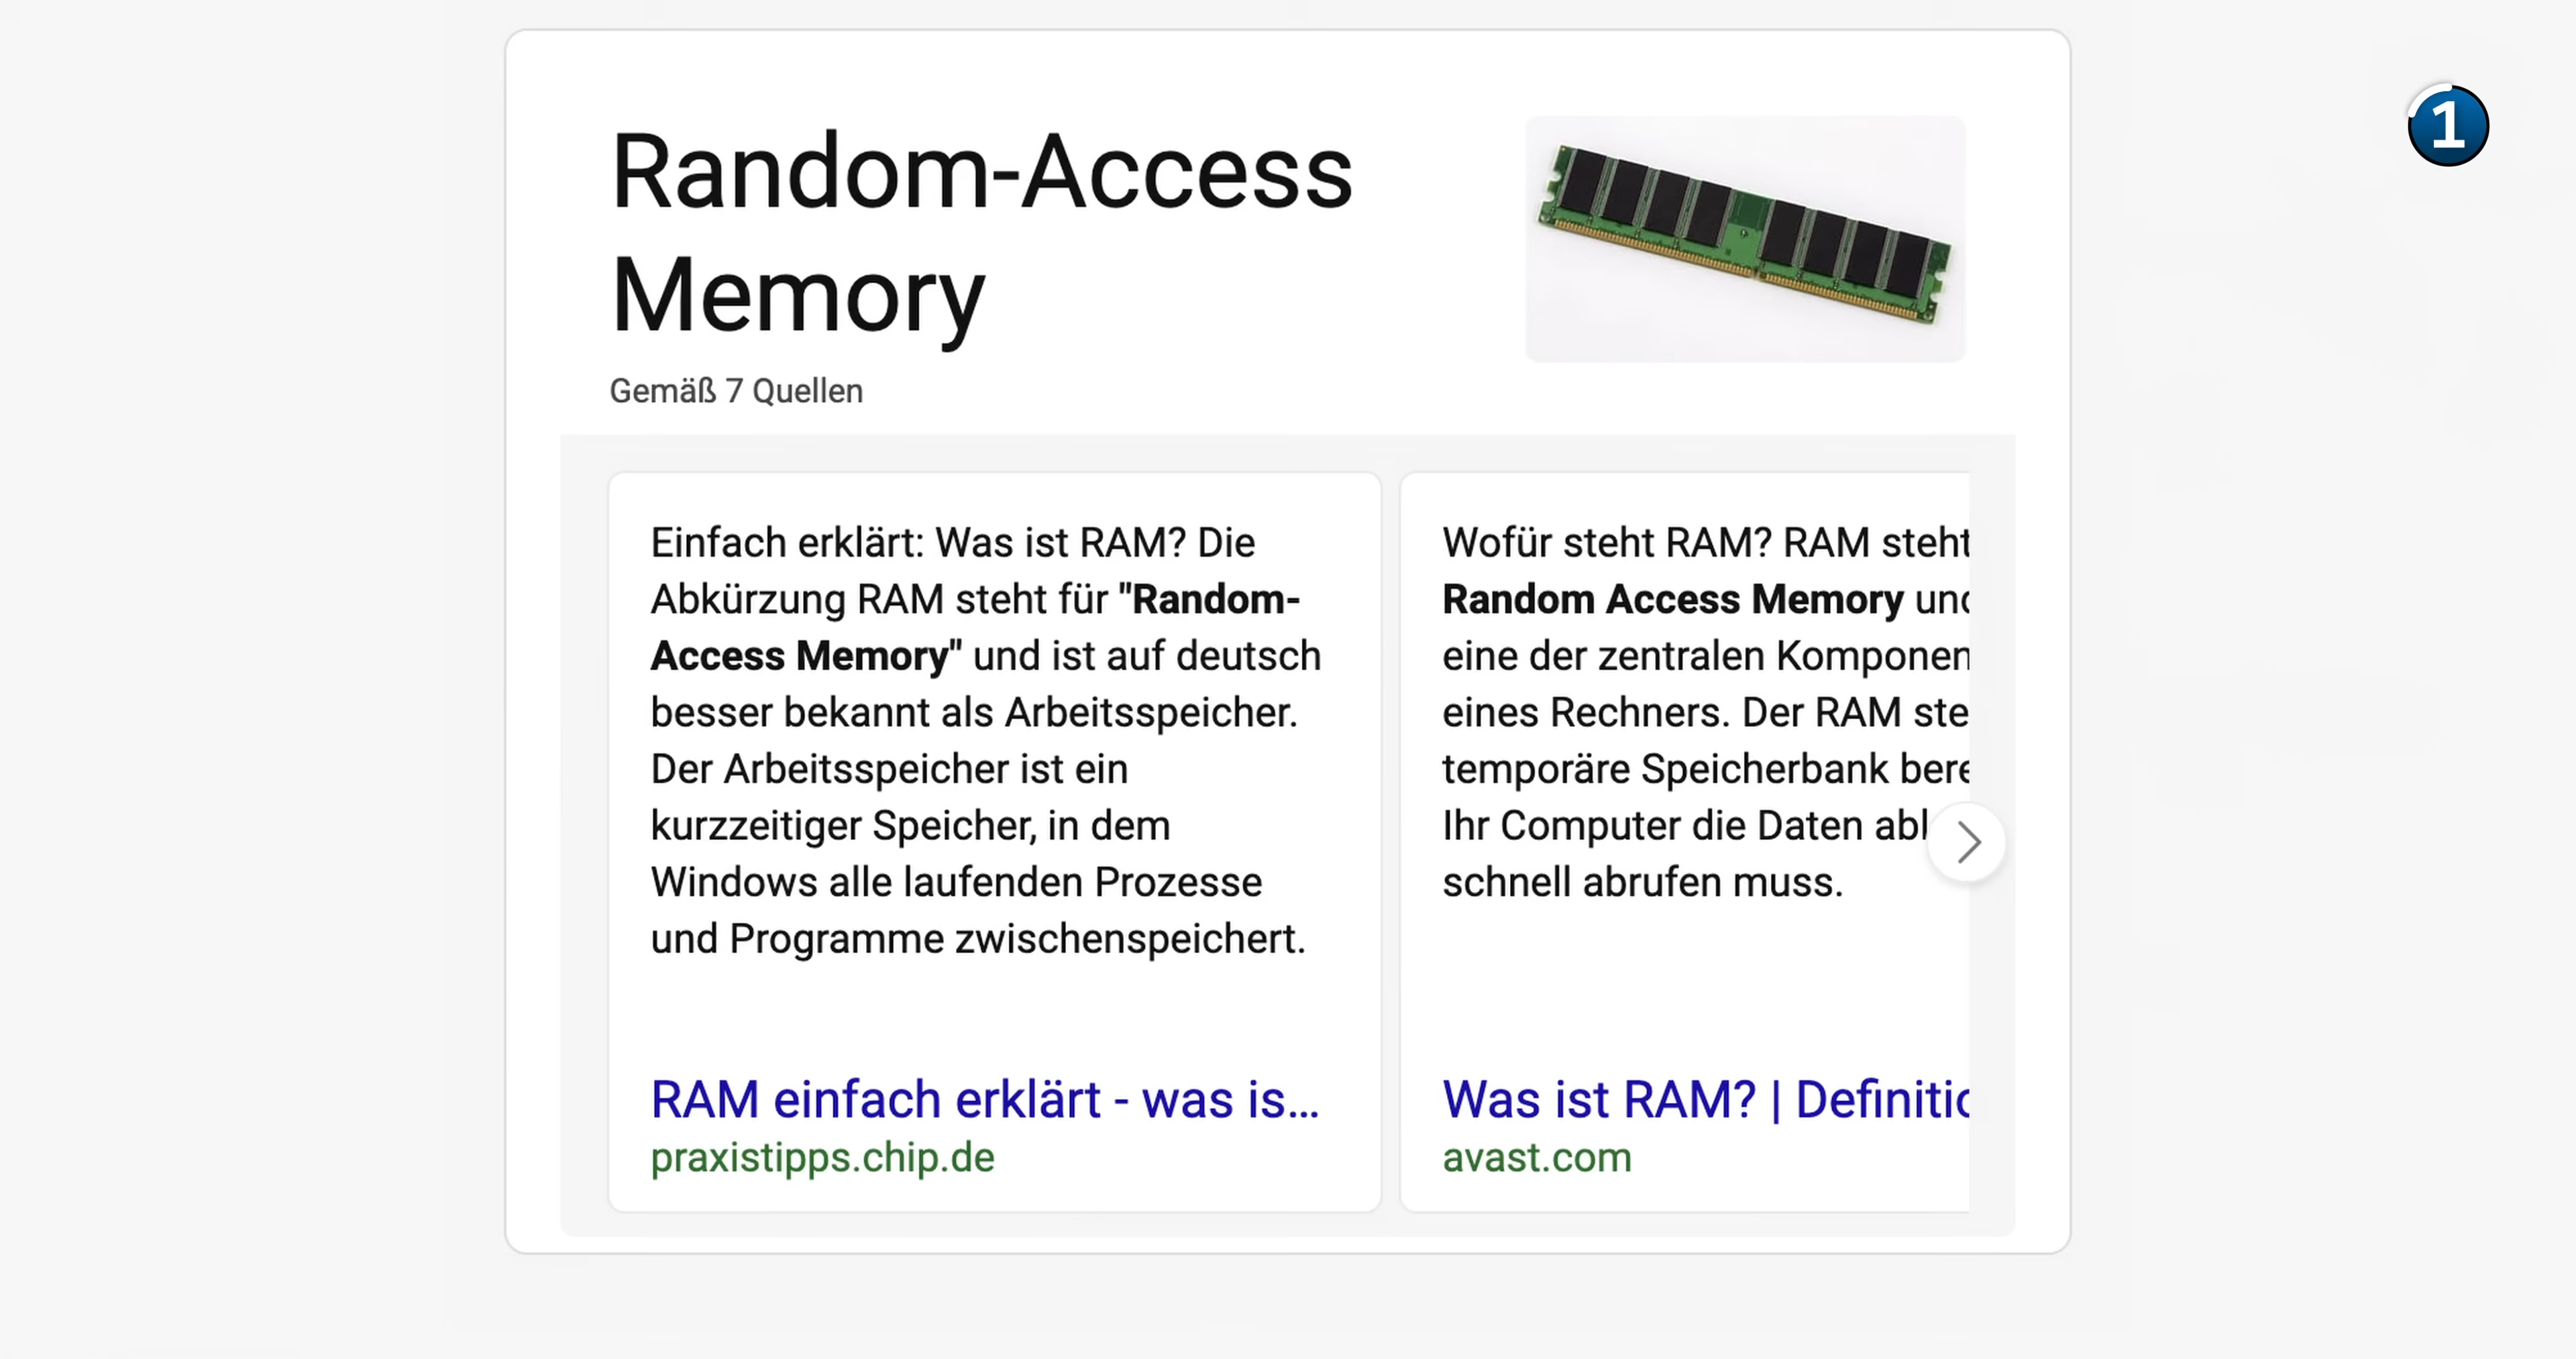 1
Random-Access
Memory
Gemäß 7 Quellen
Einfach erklärt: Was ist RAM? Die
Abkürzung RAM steht für "Random-
Access Memory" und ist auf deutsch
besser bekannt als Arbeitsspeicher.
Der Arbeitsspeicher ist ein
kurzzeitiger Speicher, in dem
Windows alle laufenden Prozesse
und Programme zwischenspeichert.
RAM einfach erklärt - was is...
praxistipps.chip.de
Wofür steht RAM? RAM steht
Random Access Memory
eine der zentralen
eines Rechners. Der RAM
temporäre Speicherbank
Ihr Computer die Daten
schnell abrufen muss.
Was ist RAM? |
avast.com